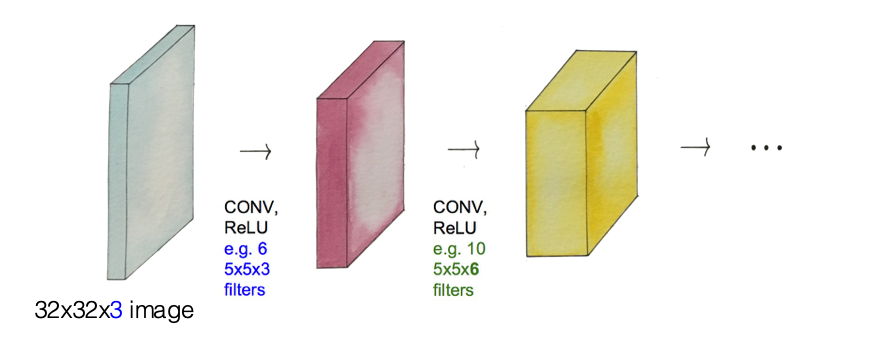 CONV,
ReLU
e.g. 6
5x5x3
filters
CONV,
ReLU
e.g. 10
5x5x6
filters
...
32x32x3 image